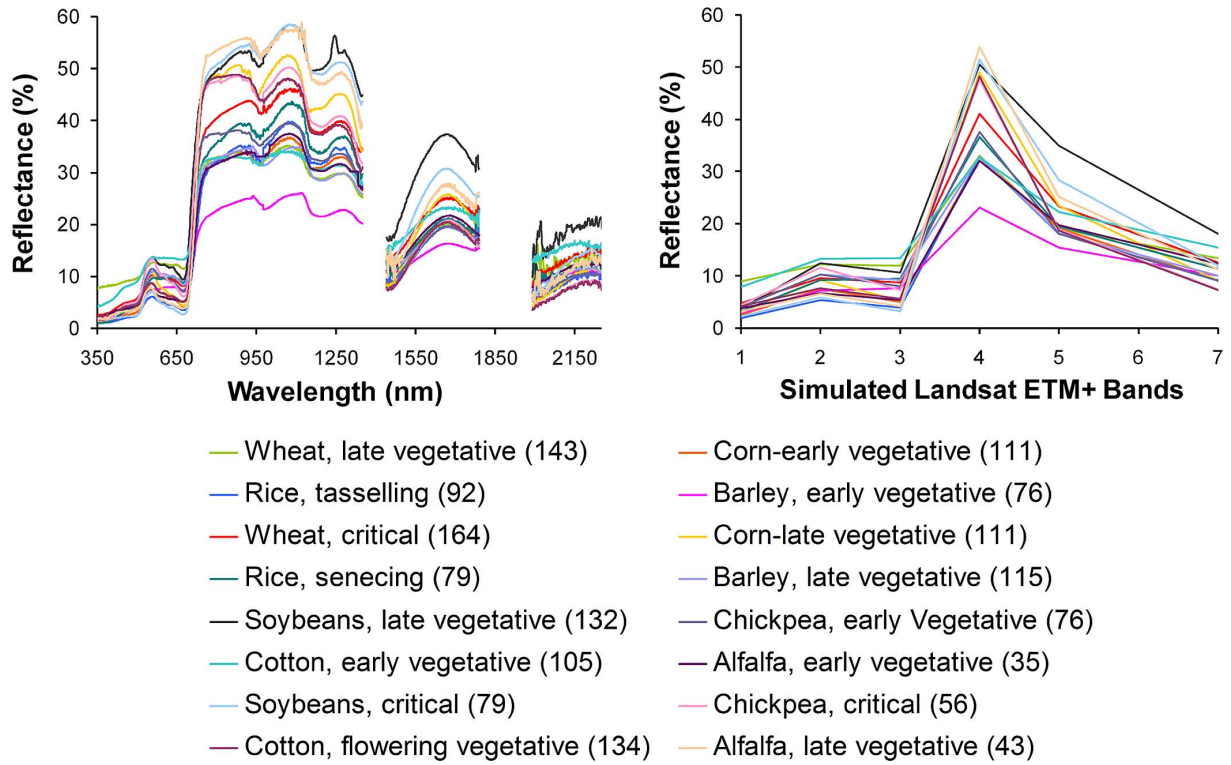 60
50
40
30
20
10
0
Reflectance (%)
350 650 950 1250 1550 1850 2150
Wavelength (nm)
60
50
40
30
20
10
0
Reflectance (%)
1 2 3 4 5 6 7
Simulated Landsat ETM+ Bands
Wheat, late vegetative (143)
Rice, tasselling (92)
Wheat, critical (164)
Rice, senecing (79)
Soybeans, late vegetative (132)
Cotton, early vegetative (105)
Soybeans, critical (79)
Cotton, flowering vegetative (134)
Corn-early vegetative (111)
Barley, early vegetative (76)
Corn-late vegetative (111)
Barley, late vegetative (115)
Chickpea, early Vegetative (76)
Alfalfa, early vegetative (35)
Chickpea, critical (56)
Alfalfa, late vegetative (43)